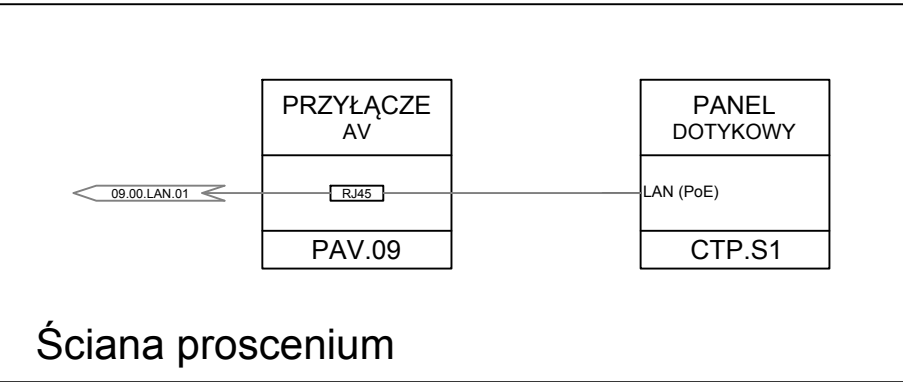 PRZYŁĄCZE
AV
PANEL
DOTYKOWY
09.00.LAN.01
RJ45
LAN (PoE)
PAV.09
CTP.S1
Ściana proscenium